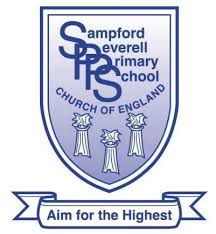 Sampford
Peverell
Primary
School
CHURCH OF ENGLAND
Aim for the Highest